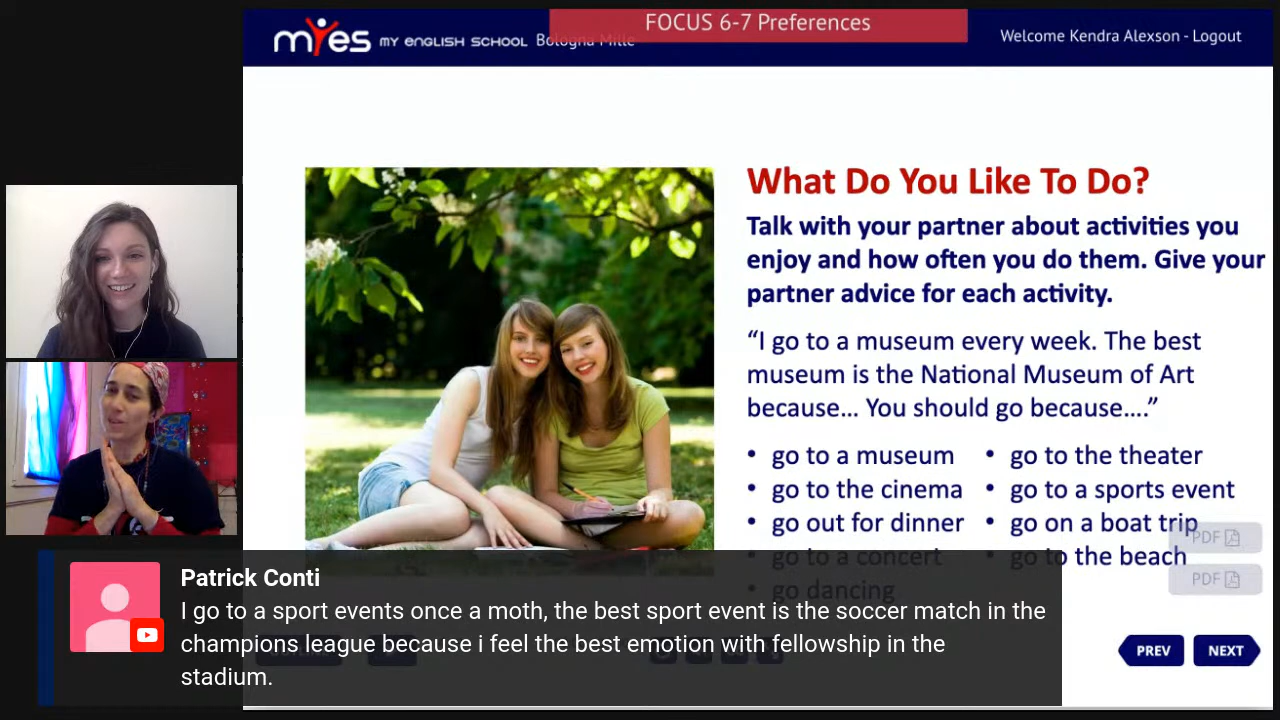 FOCUS 6-7 Preferences
myes MY ENGLISH SCHOOL Bologna Mille
Welcome Kendra Alexson - Logout
What Do You Like To Do?
Talk with your partner about activities you
enjoy and how often you do them. Give your
partner advice for each activity.
“I go to a museum every week. The best
museum is the National Museum of Art
because... You should go because....”
• go to a museum
• go to the cinema
• go out for dinner
• go to a concert
• go dancing
• go to the theater
• go to a sports event
• go on a boat trip
• go to the beach
PDF
PDF
PREV NEXT
Patrick Conti
I go to a sport events once a moth, the best sport event is the soccer match in the
champions league because i feel the best emotion with fellowship in the
stadium.